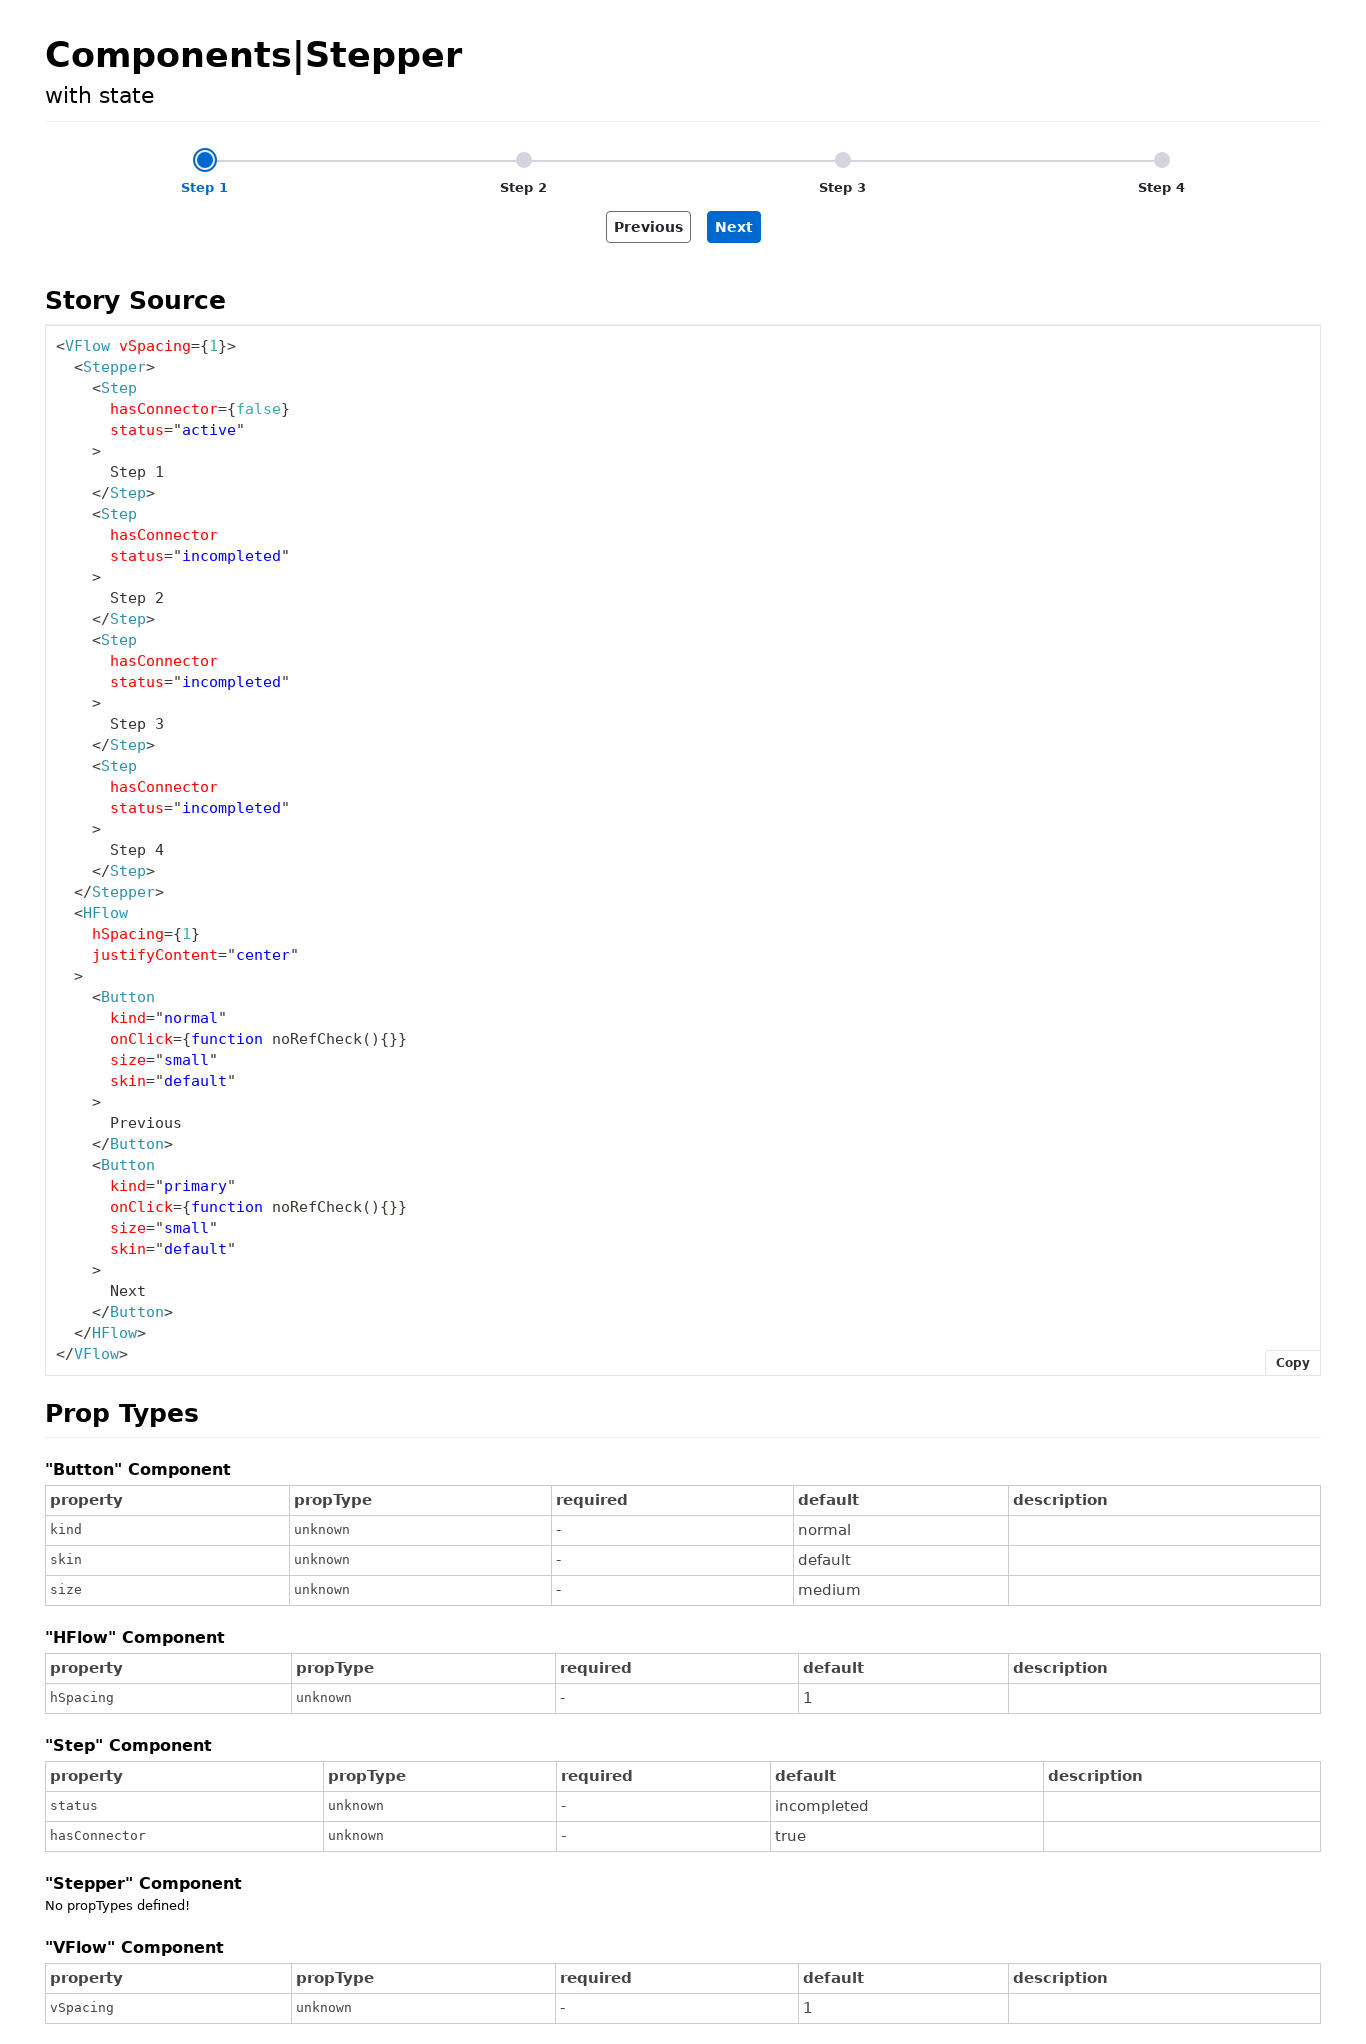 Components|Stepper
with state
Step 1 Step 2 Step 3 Step 4
Previous Next
Story Source
<VFlow vSpacing={1}>
  <Stepper>
    <Step
      hasConnector={false}
      status="active"
    >
      Step 1
    </Step>
    <Step
      hasConnector
      status="incompleted"
    >
      Step 2
    </Step>
    <Step
      hasConnector
      status="incompleted"
    >
      Step 3
    </Step>
    <Step
      hasConnector
      status="incompleted"
    >
      Step 4
    </Step>
  </Stepper>
  <HFlow
    hSpacing={1}
    justifyContent="center"
  >
    <Button
      kind="normal"
      onClick={function noRefCheck(){}}
      size="small"
      skin="default"
    >
      Previous
    </Button>
    <Button
      kind="primary"
      onClick={function noRefCheck(){}}
      size="small"
      skin="default"
    >
      Next
    </Button>
  </HFlow>
</VFlow>
Copy
Prop Types
"Button" Component
property propType required default description
kind unknown - normal
skin unknown - default
size unknown - medium
"HFlow" Component
property propType required default description
hSpacing unknown - 1
"Step" Component
property propType required default description
status unknown - incompleted
hasConnector unknown - true
"Stepper" Component
No propTypes defined!
"VFlow" Component
property propType required default description
vSpacing unknown - 1